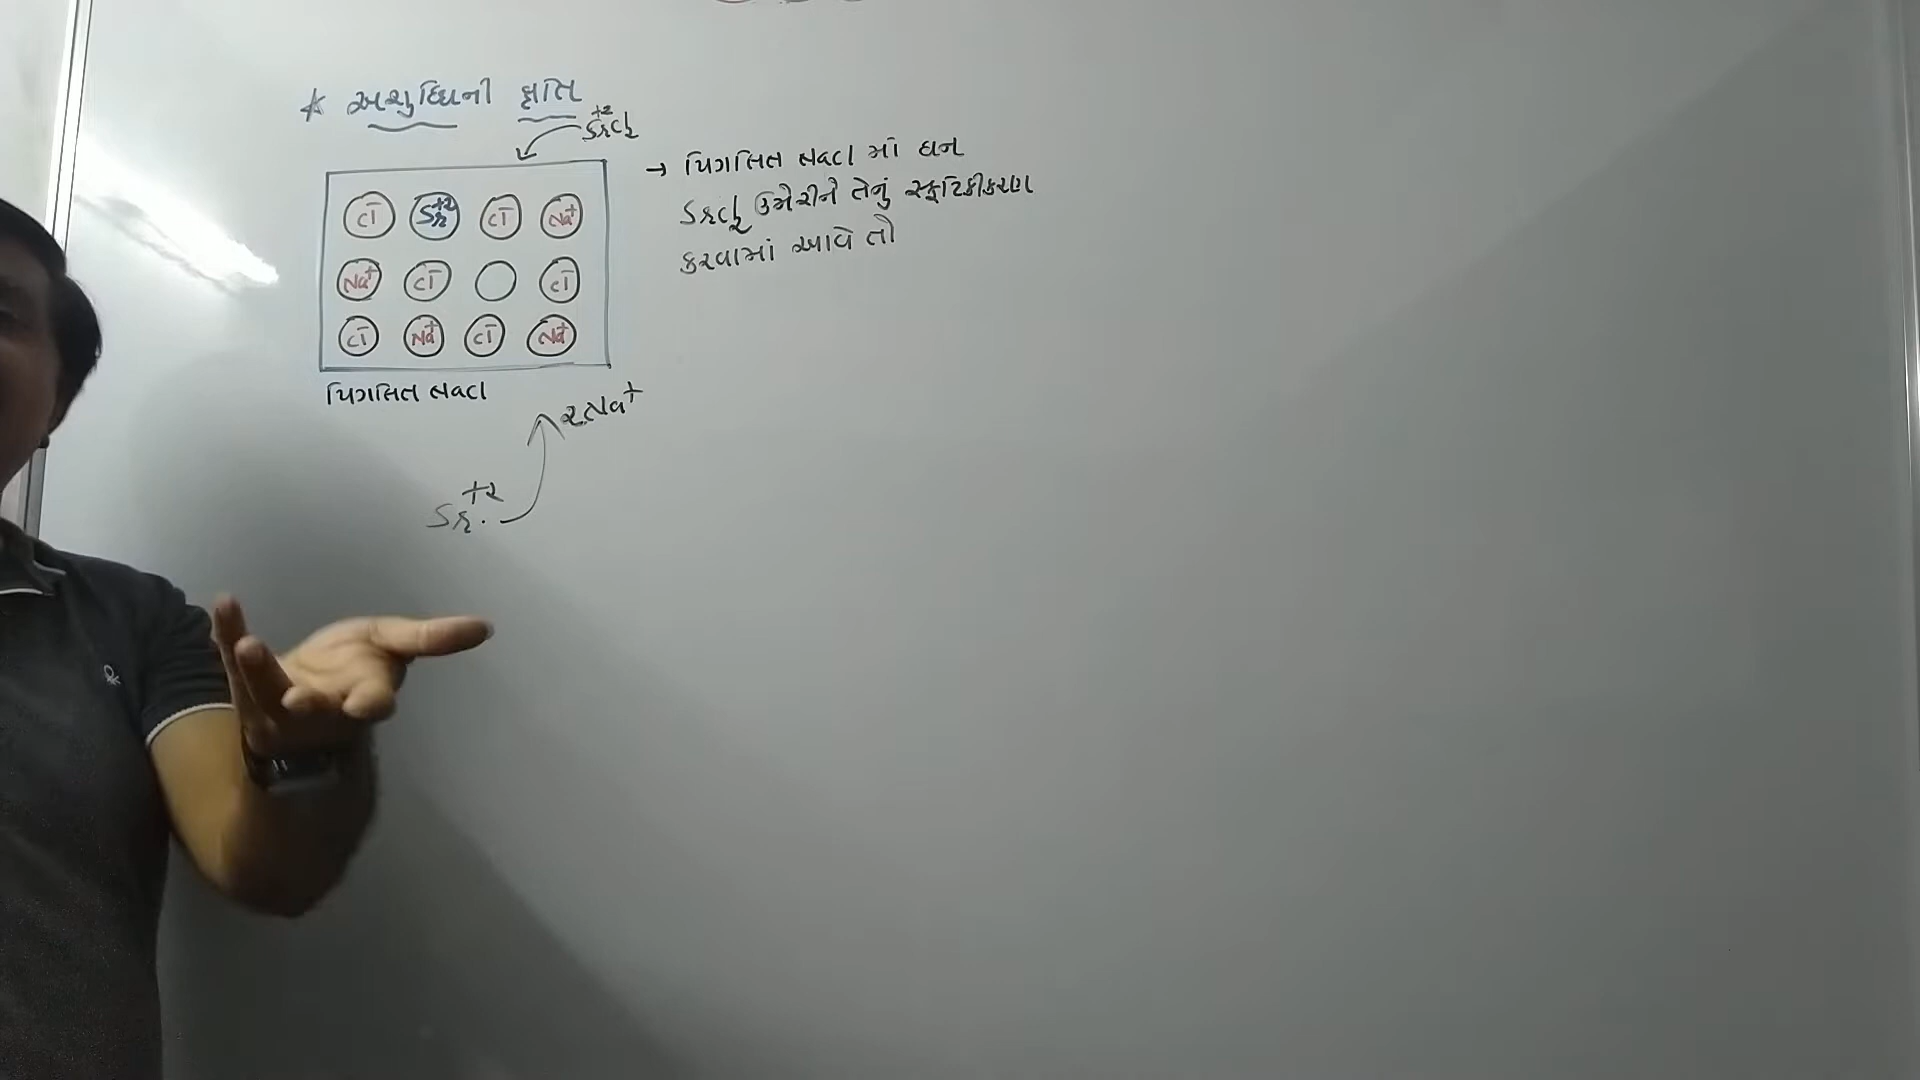 * અશુધ્ધિની ક્ષતિ
+2
SrCl₂
Cl⁻ Sr⁺² Cl⁻ Na⁺
Na⁺ Cl⁻ Cl⁻
Cl⁻ Na⁺ Cl⁻ Na⁺
પિગલિત NaCl
→ પિગલિત NaCl માં ઘન
SrCl₂ ઉમેરીને તેનું સ્ફટિકીકરણ
કરવામાં આવે તો
2Na⁺
Sr⁺²